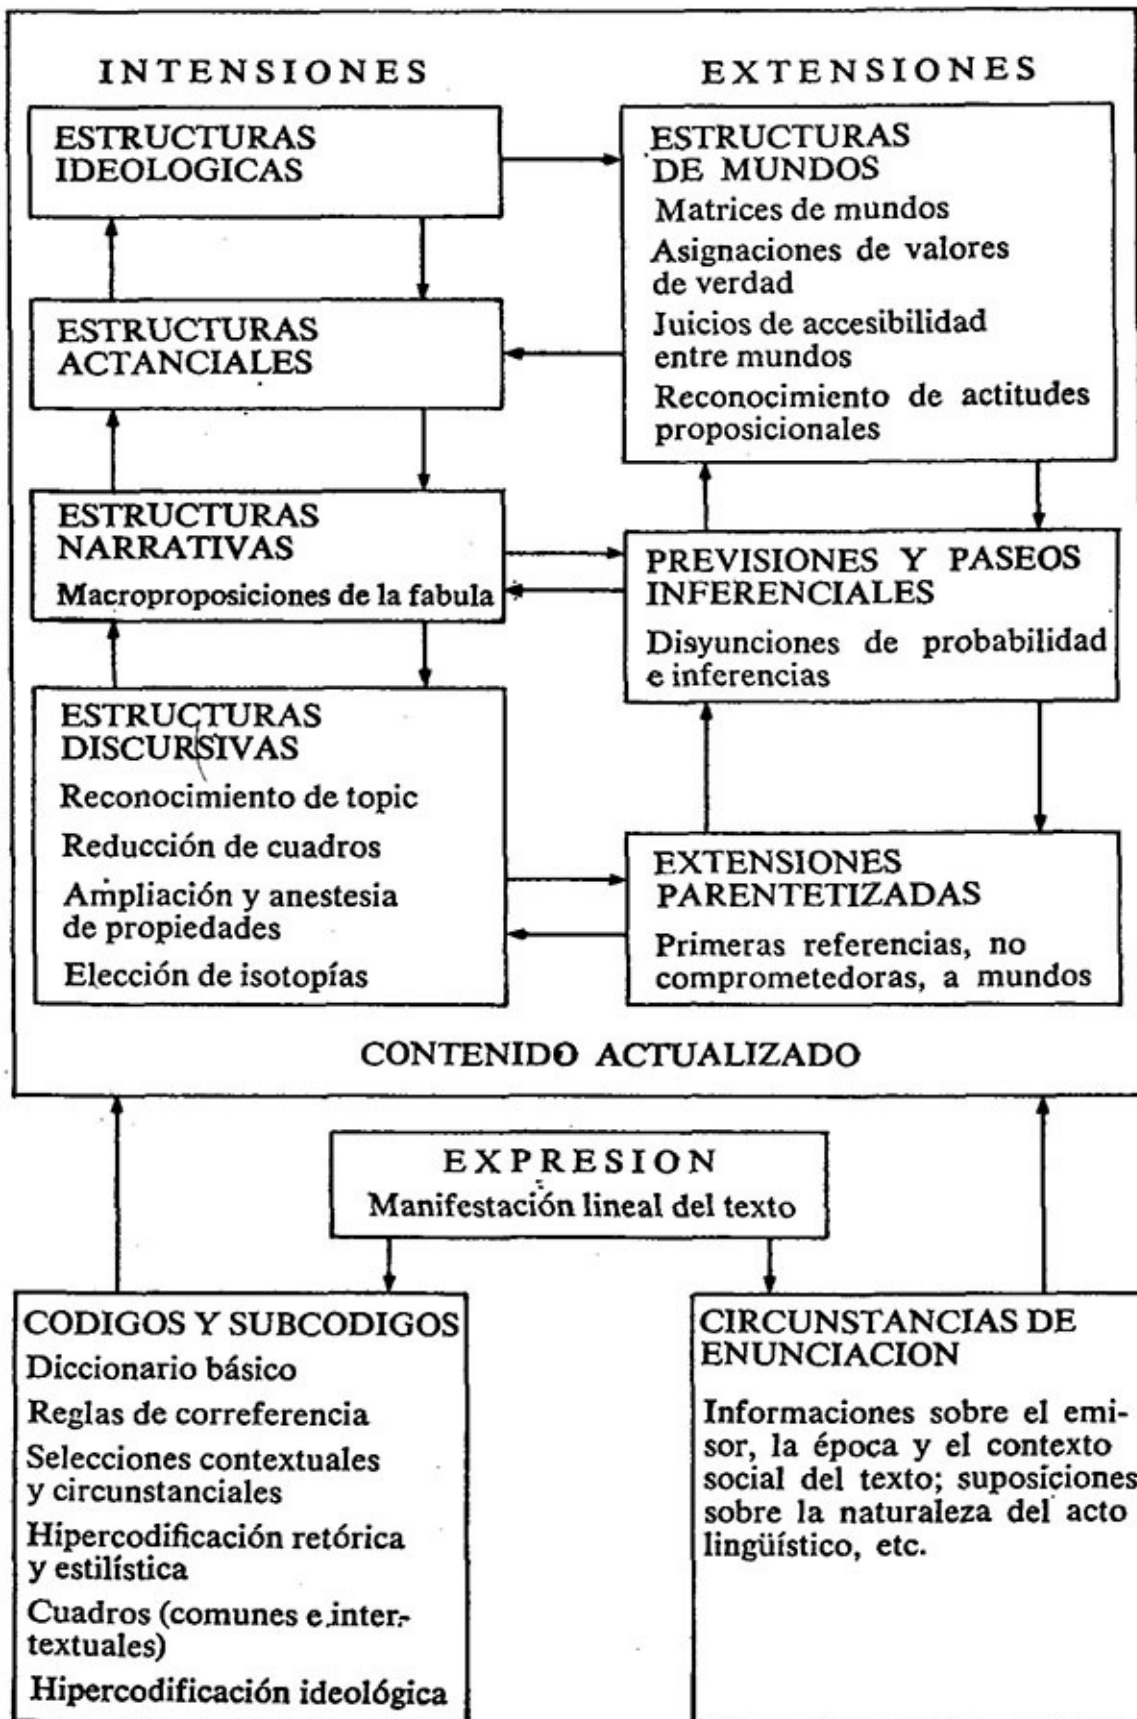 INTENSIONES
ESTRUCTURAS
IDEOLOGICAS
ESTRUCTURAS
ACTANCIALES
ESTRUCTURAS
NARRATIVAS
Macroproposiciones de la fabula
ESTRUCTURAS
DISCURSIVAS
Reconocimiento de topic
Reducción de cuadros
Ampliación y anestesia
de propiedades
Elección de isotopías
EXTENSIONES
ESTRUCTURAS
DE MUNDOS
Matrices de mundos
Asignaciones de valores
de verdad
Juicios de accesibilidad
entre mundos
Reconocimiento de actitudes
proposicionales
PREVISIONES Y PASEOS
INFERENCIALES
Disyunciones de probabilidad
e inferencias
EXTENSIONES
PARENTETIZADAS
Primeras referencias, no
comprometedoras, a mundos
CONTENIDO ACTUALIZADO
EXPRESION
Manifestación lineal del texto
CODIGOS Y SUBCODIGOS
Diccionario básico
Reglas de correferencia
Selecciones contextuales
y circunstanciales
Hipercodificación retórica
y estilística
Cuadros (comunes e inter-
textuales)
Hipercodificación ideológica
CIRCUNSTANCIAS DE
ENUNCIACION
Informaciones sobre el emi-
sor, la época y el contexto
social del texto; suposiciones
sobre la naturaleza del acto
lingüístico, etc.